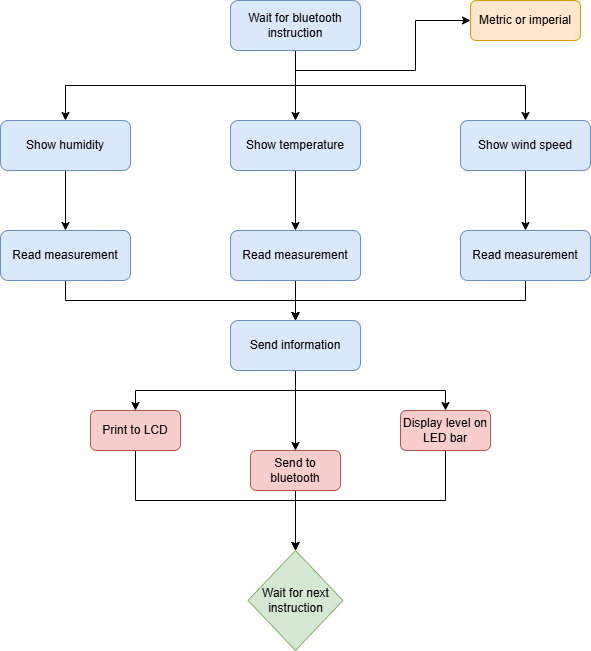 Wait for bluetooth
instruction
Metric or imperial
Show humidity
Show temperature
Show wind speed
Read measurement
Read measurement
Read measurement
Send information
Print to LCD
Display level on
LED bar
Send to
bluetooth
Wait for next
instruction